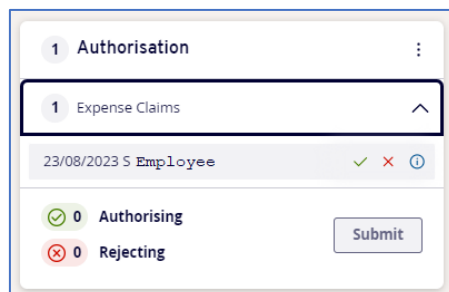 1 Authorisation
1 Expense Claims
23/08/2023 S Employee
0 Authorising
0 Rejecting
Submit